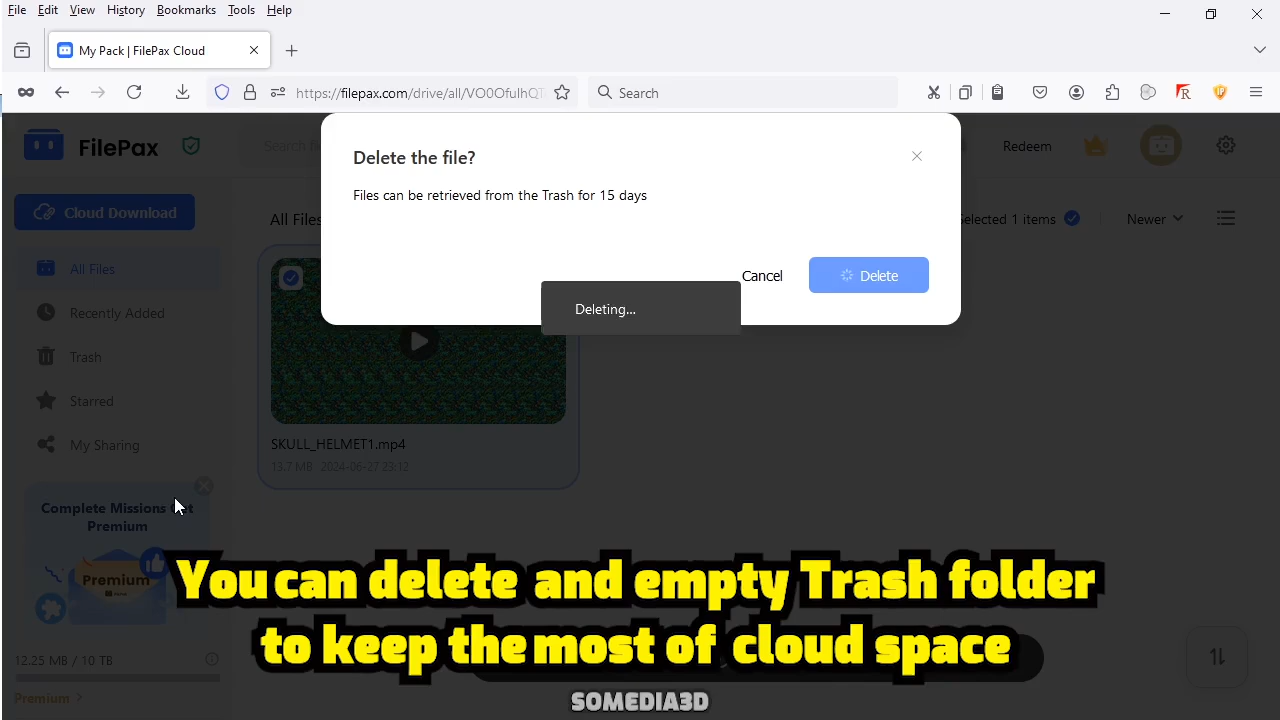 File Edit View History Bookmarks Tools Help
My Pack | FilePax Cloud
https://filepax.com/drive/all/VO0OfulhQT
Search
FilePax
Search
Redeem
Delete the file?
Files can be retrieved from the Trash for 15 days
Cancel
Delete
Deleting...
Cloud Download
All Files
Selected 1 items
Newer
All Files
Recently Added
Trash
Starred
My Sharing
SKULL_HELMET1.mp4
13.7 MB 2024-06-27 23:12
Complete Missions Get
Premium
Premium
You can delete and empty Trash folder
to keep the most of cloud space
12.25 MB / 10 TB
Premium >
SOMEDIA3D